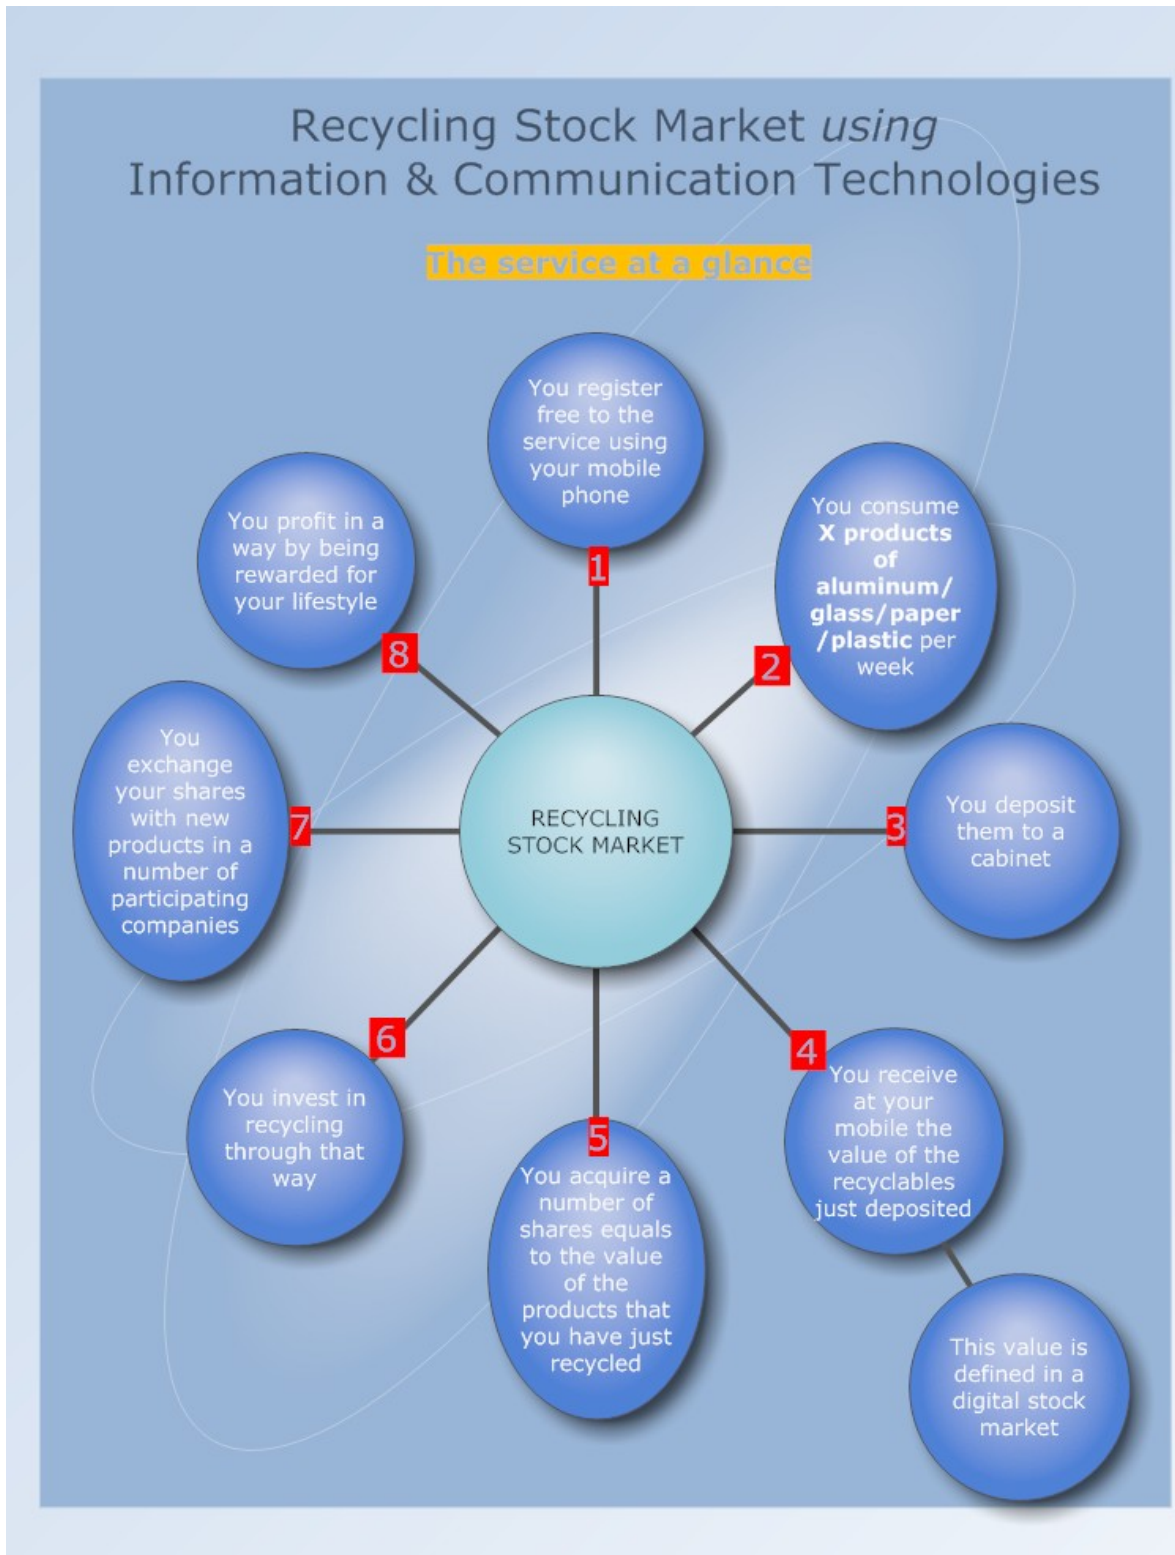 Recycling Stock Market using
Information & Communication Technologies
The service at a glance
You register
free to the
service using
your mobile
phone
1
You consume
X products
of
aluminum/
glass/paper
/plastic per
week
2
You deposit
them to a
cabinet
3
4
You receive
at your
mobile the
value of the
recyclables
just deposited
This value is
defined in a
digital stock
market
5
You acquire a
number of
shares equals
to the value
of the
products that
you have just
recycled
6
You invest in
recycling
through that
way
7
You
exchange
your shares
with new
products in a
number of
participating
companies
8
You profit in a
way by being
rewarded for
your lifestyle
RECYCLING
STOCK MARKET